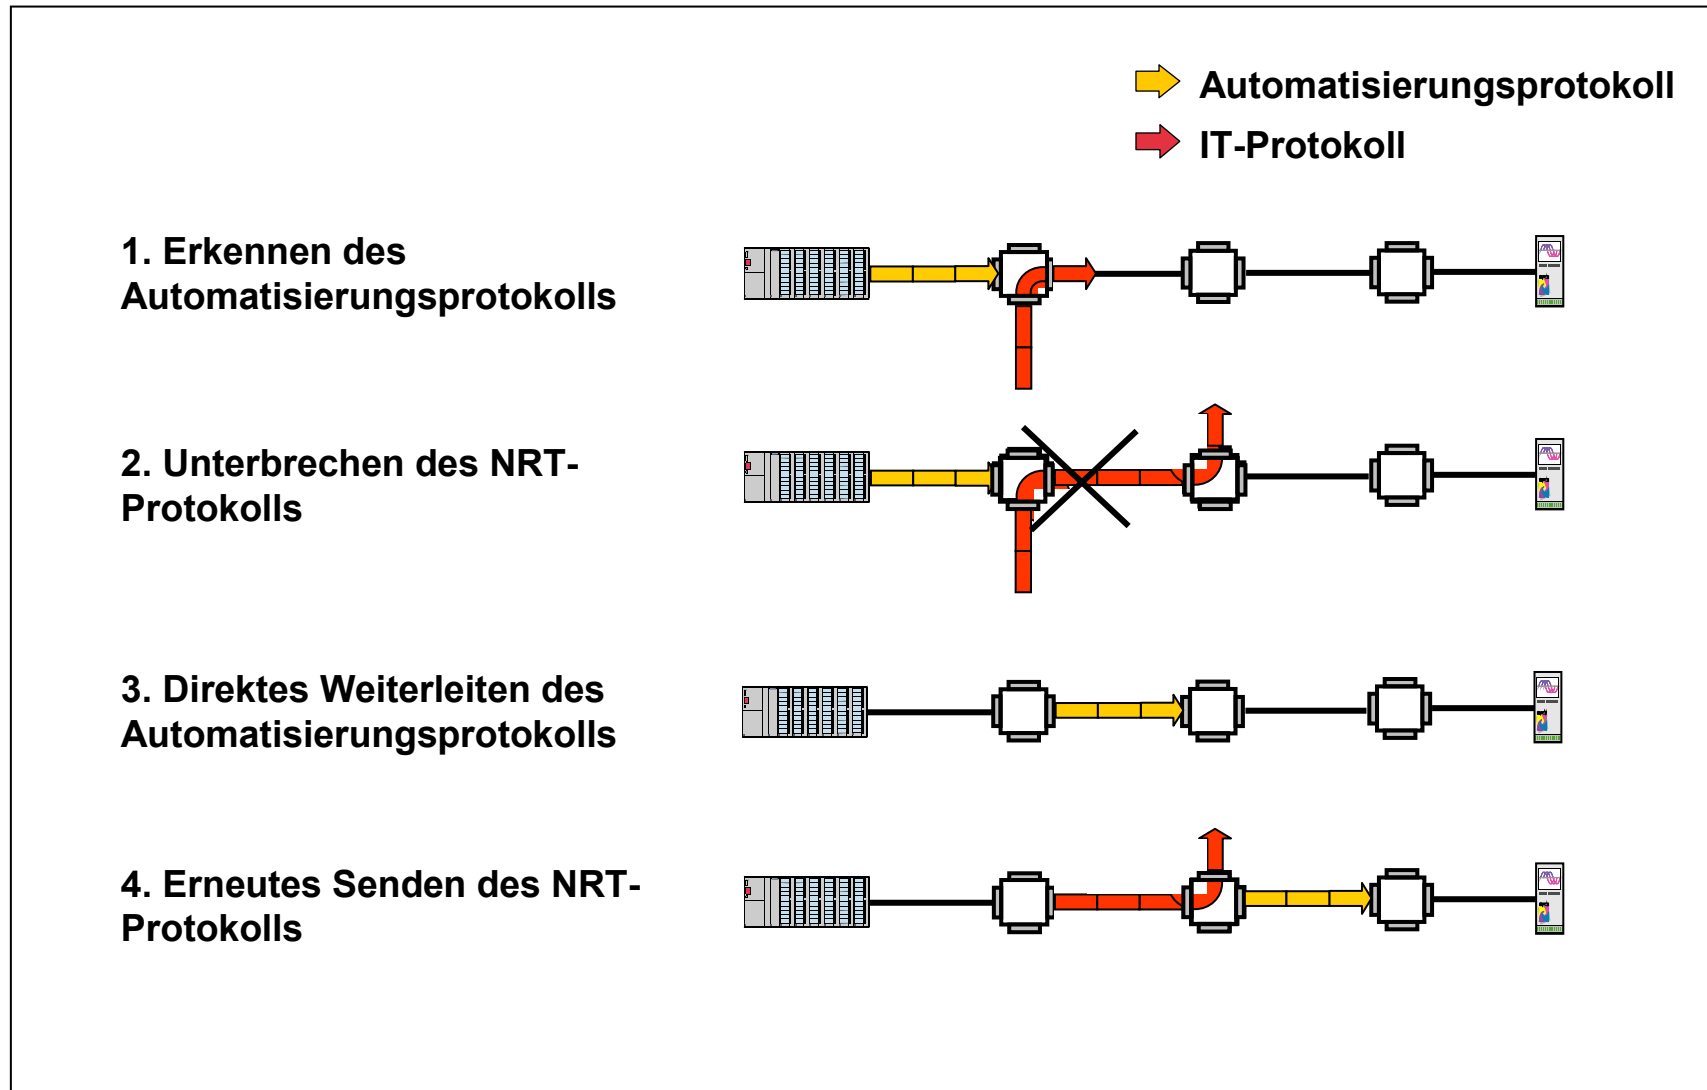 Automatisierungsprotokoll
IT-Protokoll
1. Erkennen des
Automatisierungsprotokolls
2. Unterbrechen des NRT-
Protokolls
3. Direktes Weiterleiten des
Automatisierungsprotokolls
4. Erneutes Senden des NRT-
Protokolls